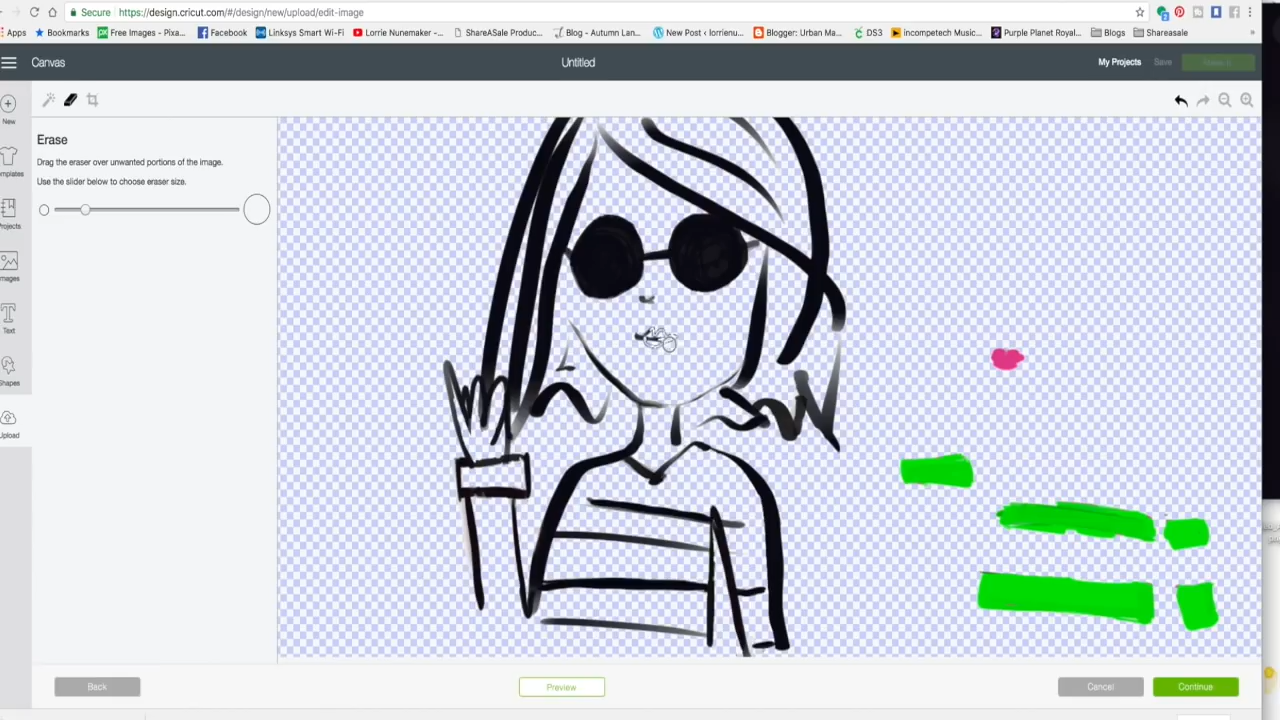 Secure https://design.cricut.com/#/design/new/upload/edit-image
Apps Bookmarks Free Images - Pixa... Facebook Linksys Smart Wi-Fi Lorrie Nunemaker -... ShareASale Produc... Blog - Autumn Lan... New Post ‹ lorrienu... Blogger: Urban Ma... DS3 incompetech Music... Purple Planet Royal... Blogs Shareasale »
Canvas Untitled My Projects Save
New
Erase
Drag the eraser over unwanted portions of the image.
Use the slider below to choose eraser size.
mplates
Projects
mages
Text
Shapes
Upload
Back Preview Cancel Continue